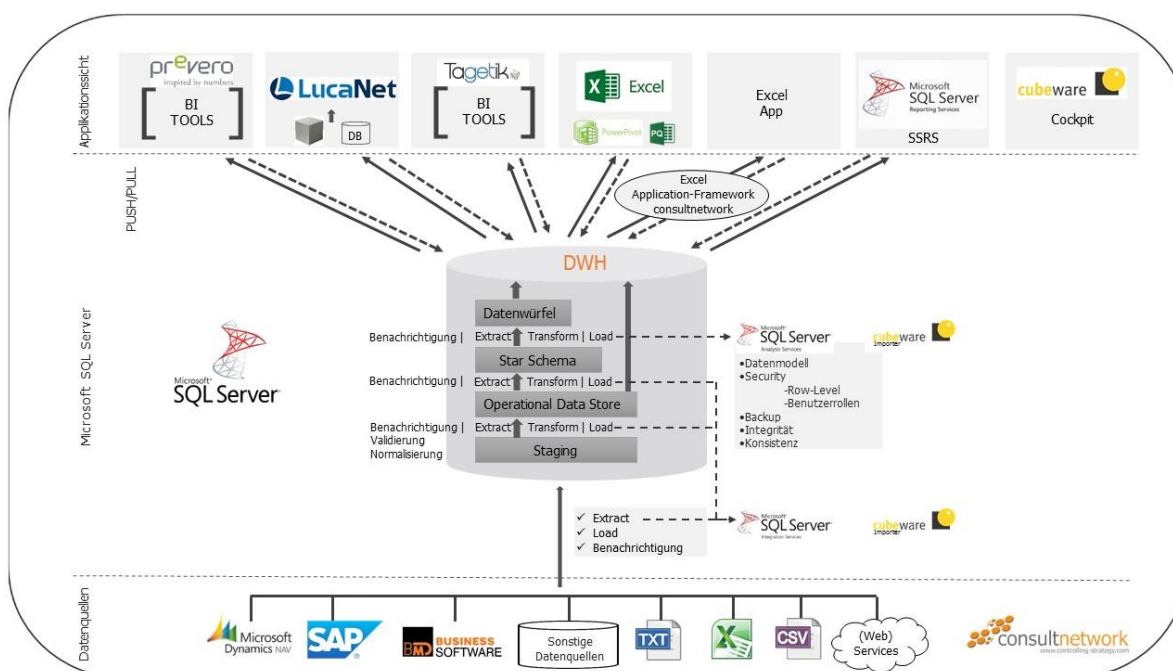 Applikationssicht
prevero
inspired by numbers
BI
TOOLS
LucaNet
DB
Tagetik
BI
TOOLS
Excel
PowerPivot
PQ
Excel
App
Microsoft
SQL Server
Reporting Services
SSRS
cubeware
Cockpit
PUSH/PULL
Excel
Application-Framework
consultnetwork
Microsoft SQL Server
Microsoft®
SQL Server®
DWH
Datenwürfel
Benachrichtigung | Extract Transform | Load
Star Schema
Benachrichtigung | Extract Transform | Load
Operational Data Store
Benachrichtigung | Extract Transform | Load
Validierung
Normalisierung
Staging
Microsoft®
SQL Server®
Analysis Services
cubeware
Importer
•Datenmodell
•Security
-Row-Level
-Benutzerrollen
•Backup
•Integrität
•Konsistenz
✓ Extract
✓ Load
✓ Benachrichtigung
Microsoft®
SQL Server®
Integration Services
cubeware
Importer
Datenquellen
Microsoft
Dynamics NAV
SAP®
BMD BUSINESS
SOFTWARE
Sonstige
Datenquellen
TXT
X
CSV
(Web)
Services
consultnetwork
www.controlling-strategy.com